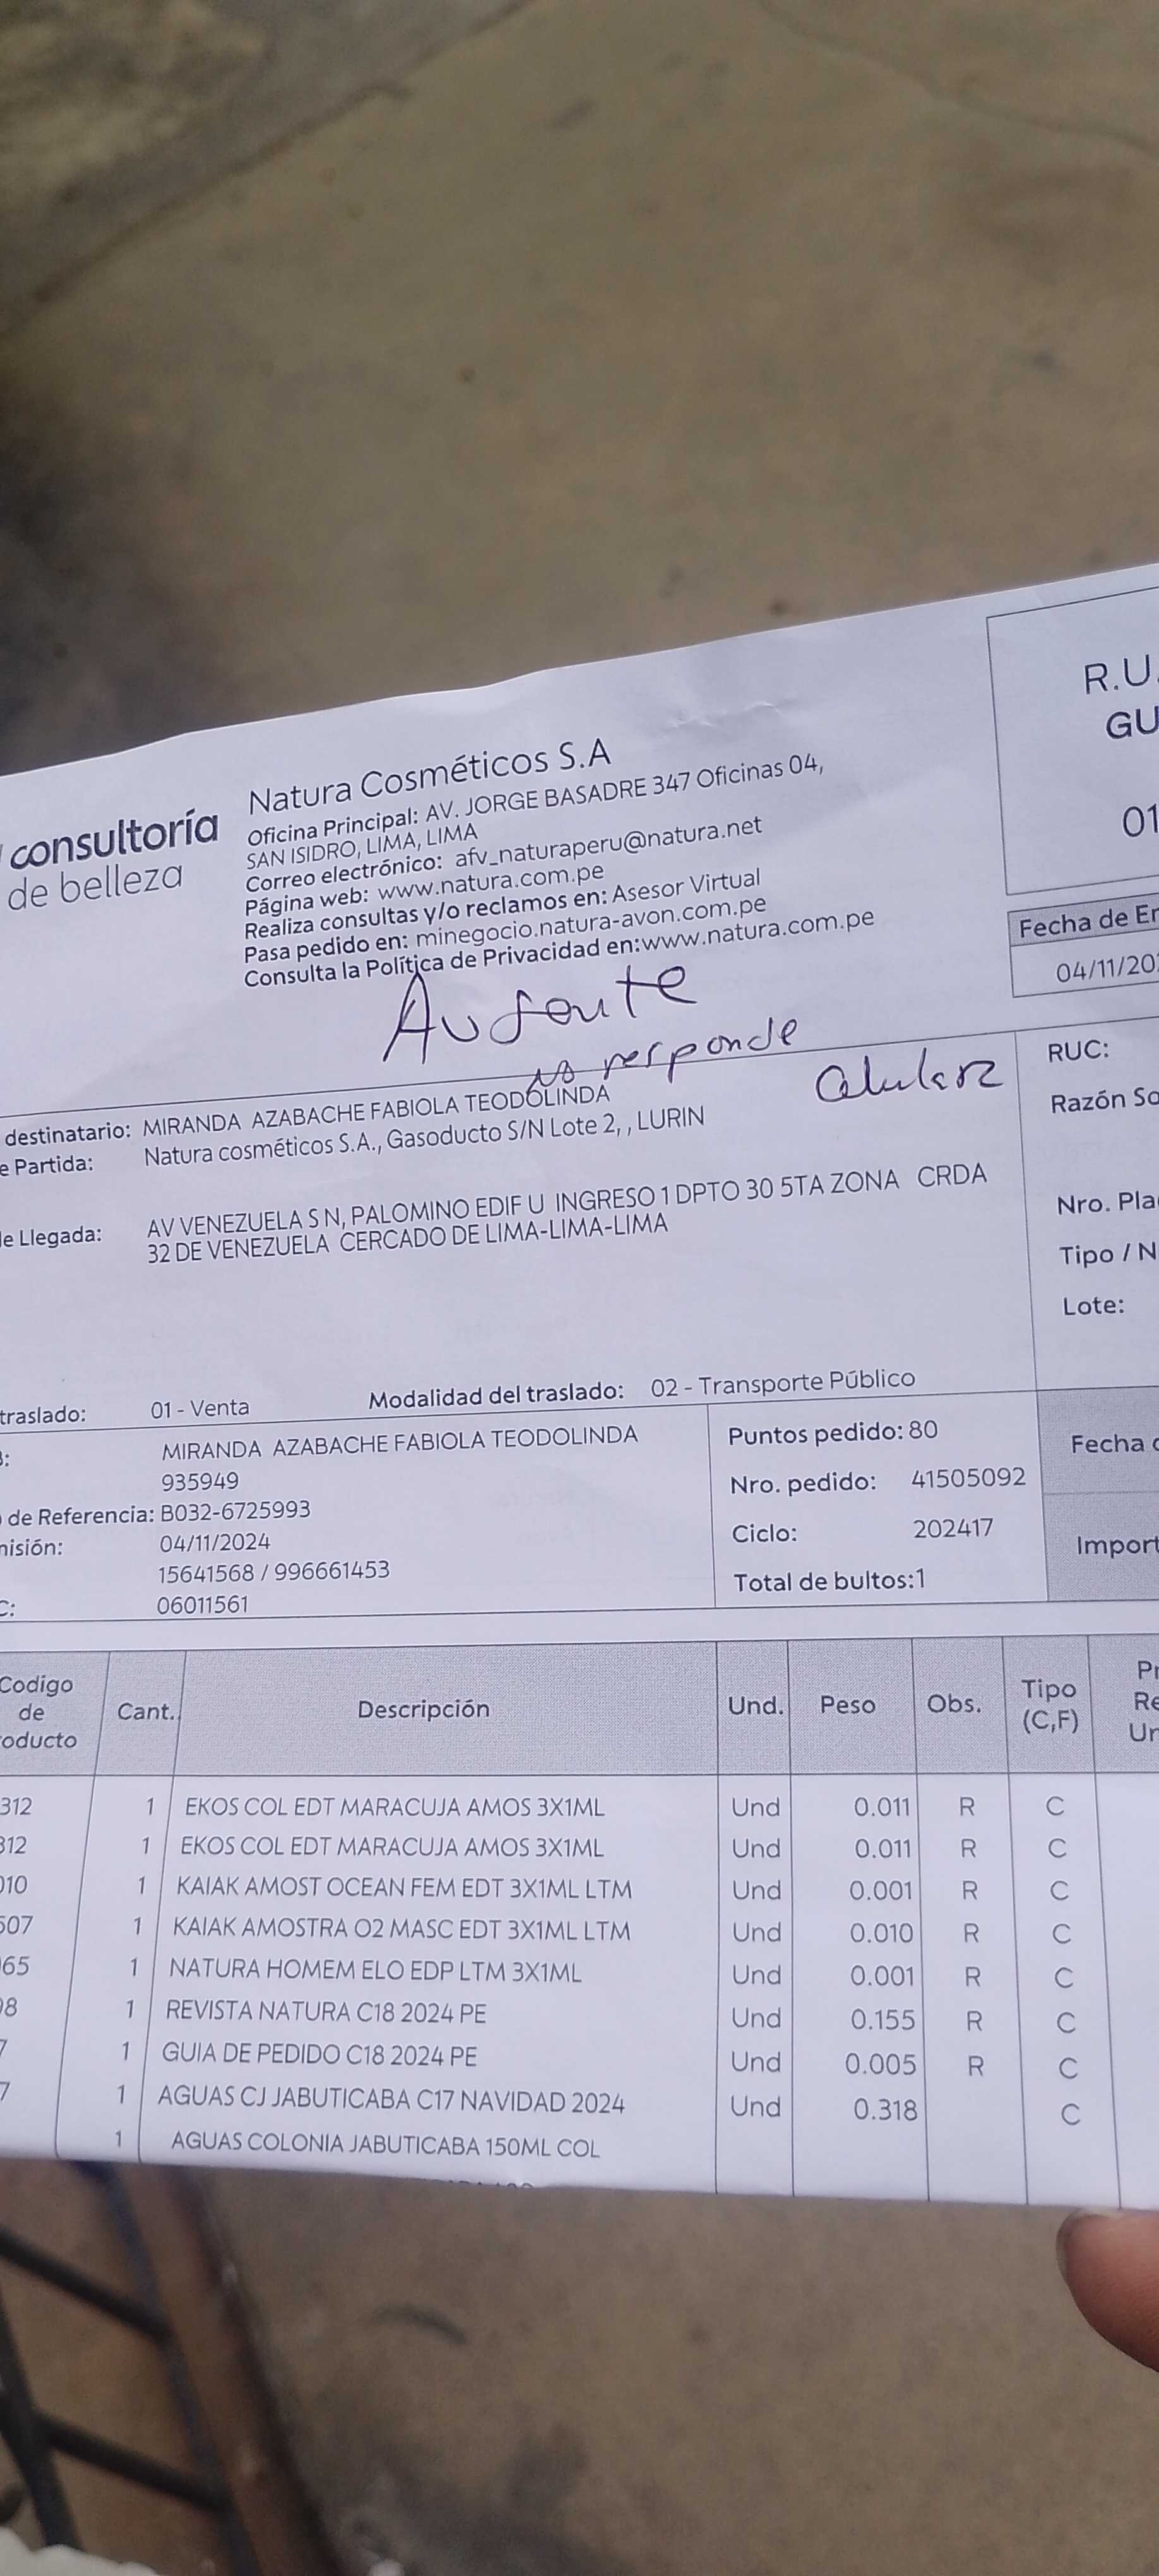 consultoría
de belleza
Natura Cosméticos S.A
Oficina Principal: AV. JORGE BASADRE 347 Oficinas 04,
SAN ISIDRO, LIMA, LIMA
Correo electrónico: afv_naturaperu@natura.net
Página web: www.natura.com.pe
Realiza consultas y/o reclamos en: Asesor Virtual
Pasa pedido en: minegocio.natura-avon.com.pe
Consulta la Política de Privacidad en:www.natura.com.pe
R.U.
GU
01
Fecha de Em
04/11/202
Ausente
no responde
celulares
destinatario: MIRANDA AZABACHE FABIOLA TEODOLINDA
e Partida: Natura cosméticos S.A., Gasoducto S/N Lote 2, , LURIN
de Llegada: AV VENEZUELA S N, PALOMINO EDIF U INGRESO 1 DPTO 30 5TA ZONA CRDA
32 DE VENEZUELA CERCADO DE LIMA-LIMA-LIMA
RUC:
Razón So
Nro. Pla
Tipo / N
Lote:
traslado: 01 - Venta Modalidad del traslado: 02 - Transporte Público
MIRANDA AZABACHE FABIOLA TEODOLINDA
935949
de Referencia: B032-6725993
misión: 04/11/2024
15641568 / 996661453
C: 06011561
Puntos pedido: 80
Nro. pedido: 41505092
Ciclo: 202417
Total de bultos:1
Fecha d
Import
Codigo de oducto Cant. Descripción Und. Peso Obs. Tipo (C,F) Pr Re Un
312 1 EKOS COL EDT MARACUJA AMOS 3X1ML Und 0.011 R C
312 1 EKOS COL EDT MARACUJA AMOS 3X1ML Und 0.011 R C
010 1 KAIAK AMOST OCEAN FEM EDT 3X1ML LTM Und 0.001 R C
507 1 KAIAK AMOSTRA O2 MASC EDT 3X1ML LTM Und 0.010 R C
065 1 NATURA HOMEM ELO EDP LTM 3X1ML Und 0.001 R C
98 1 REVISTA NATURA C18 2024 PE Und 0.155 R C
7 1 GUIA DE PEDIDO C18 2024 PE Und 0.005 R C
7 1 AGUAS CJ JABUTICABA C17 NAVIDAD 2024 Und 0.318 C
1 AGUAS COLONIA JABUTICABA 150ML COL